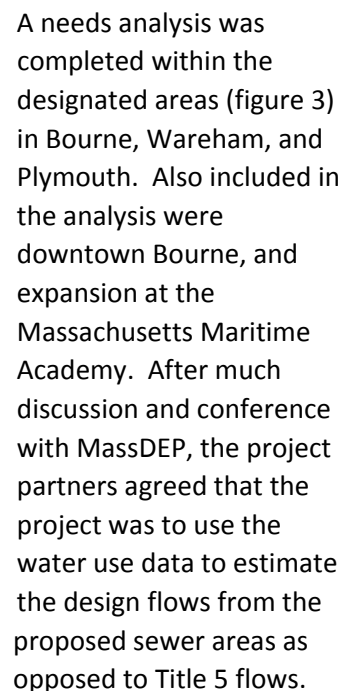 A needs analysis was
completed within the
designated areas (figure 3)
in Bourne, Wareham, and
Plymouth.  Also included in
the analysis were
downtown Bourne, and
expansion at the
Massachusetts Maritime
Academy.  After much
discussion and conference
with MassDEP, the project
partners agreed that the
project was to use the
water use data to estimate
the design flows from the
proposed sewer areas as
opposed to Title 5 flows.